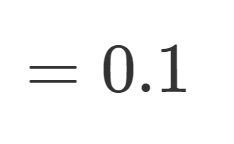 = 0.1